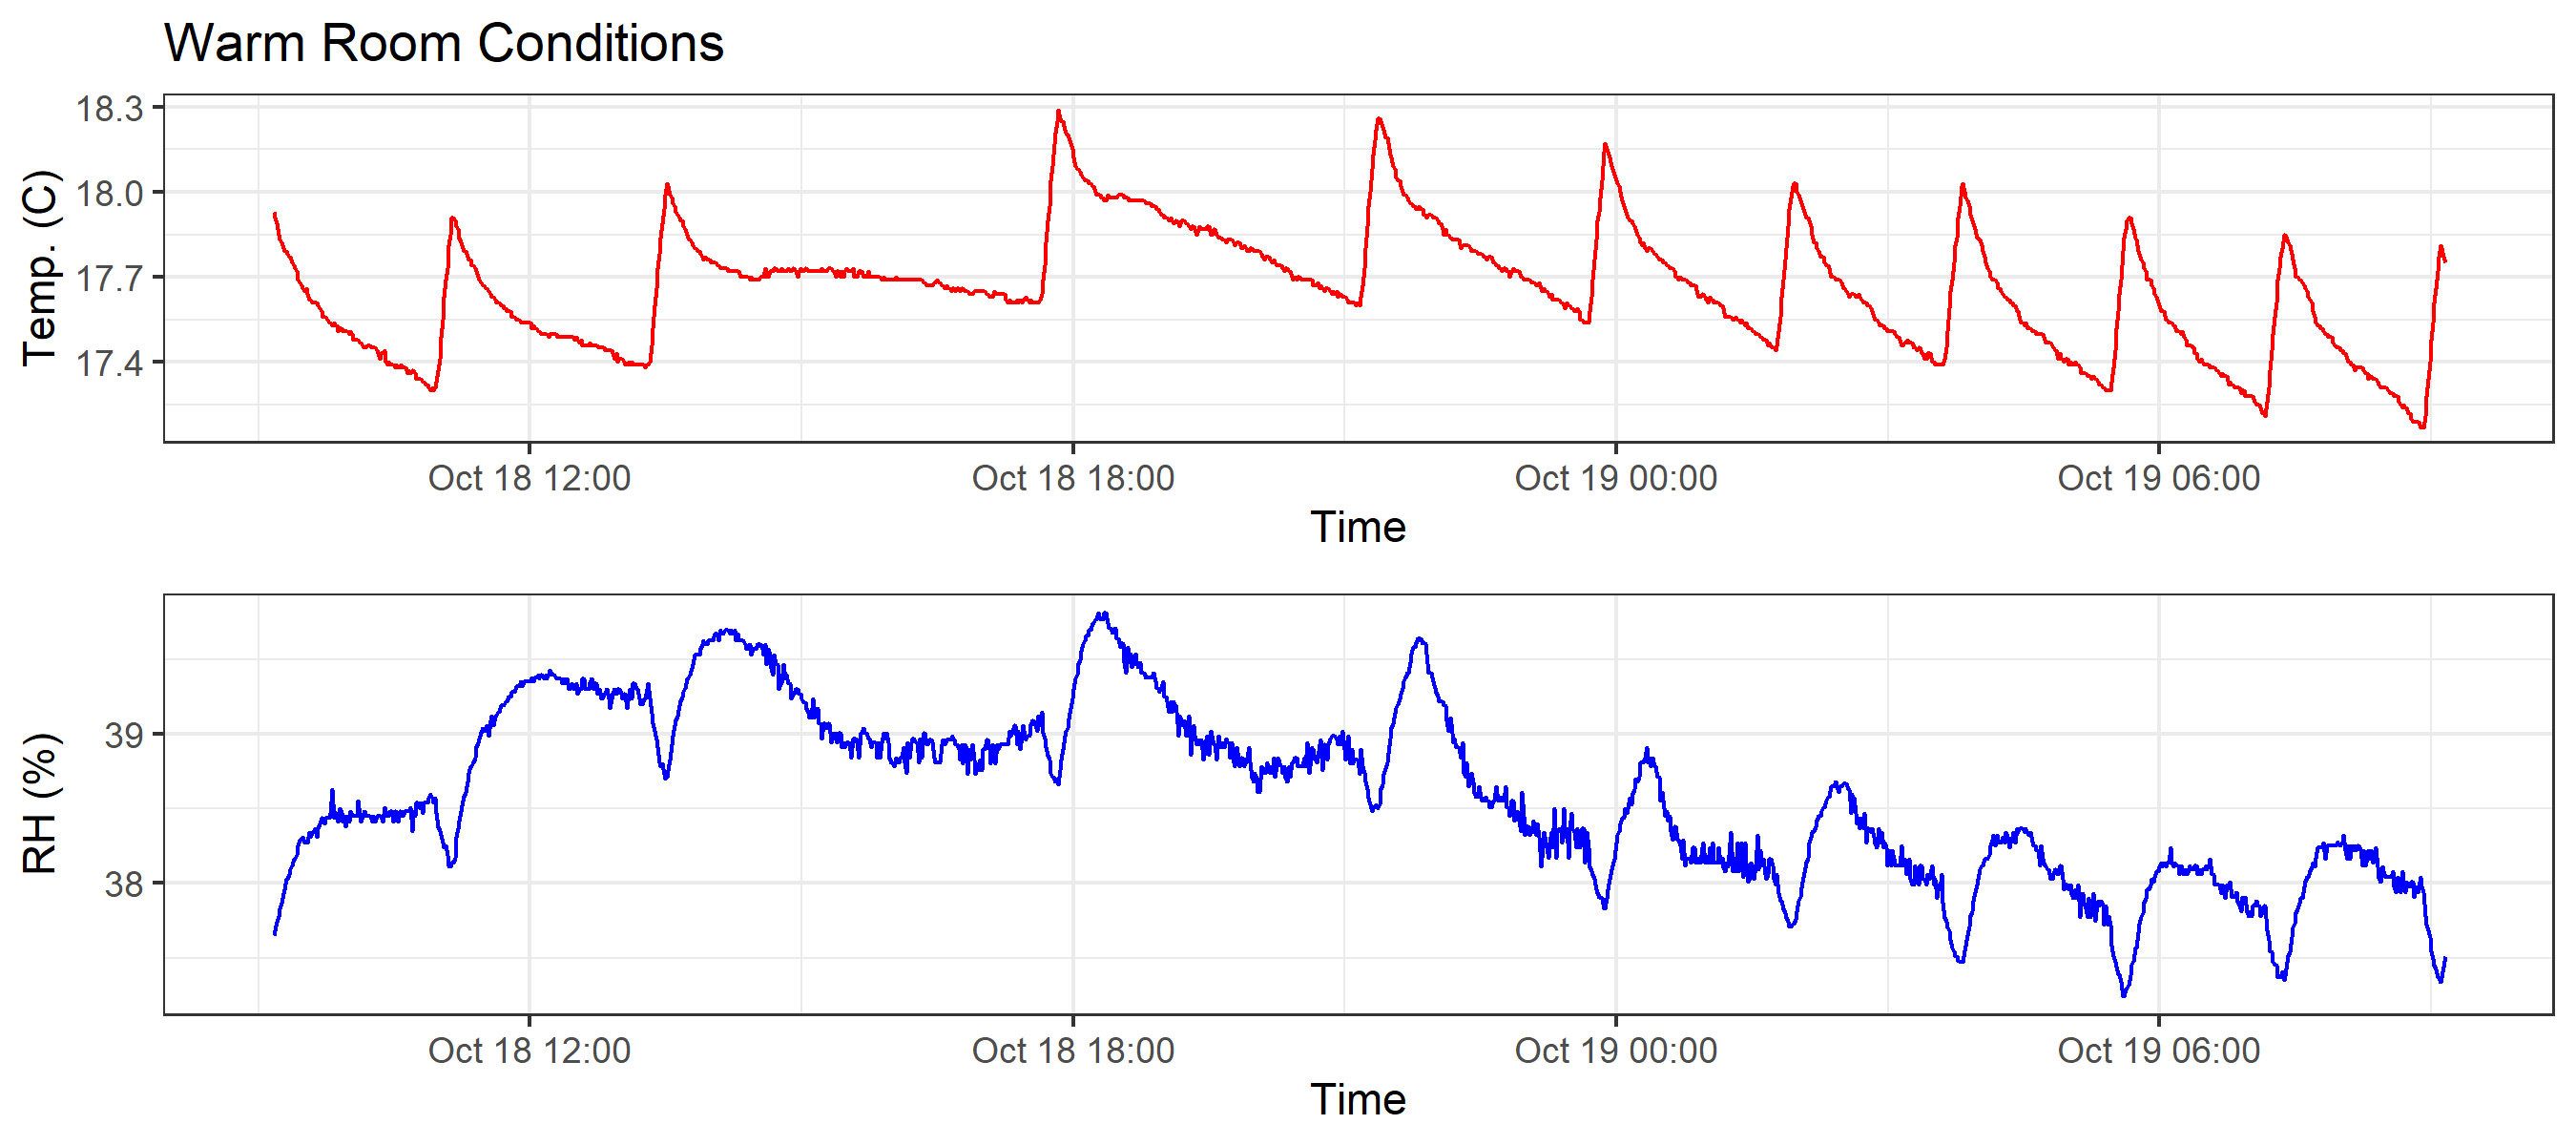 Warm Room Conditions
Temp. (C)
18.3
18.0
17.7
17.4
Oct 18 12:00 Oct 18 18:00 Oct 19 00:00 Oct 19 06:00
Time
RH (%)
39
38
Oct 18 12:00 Oct 18 18:00 Oct 19 00:00 Oct 19 06:00
Time